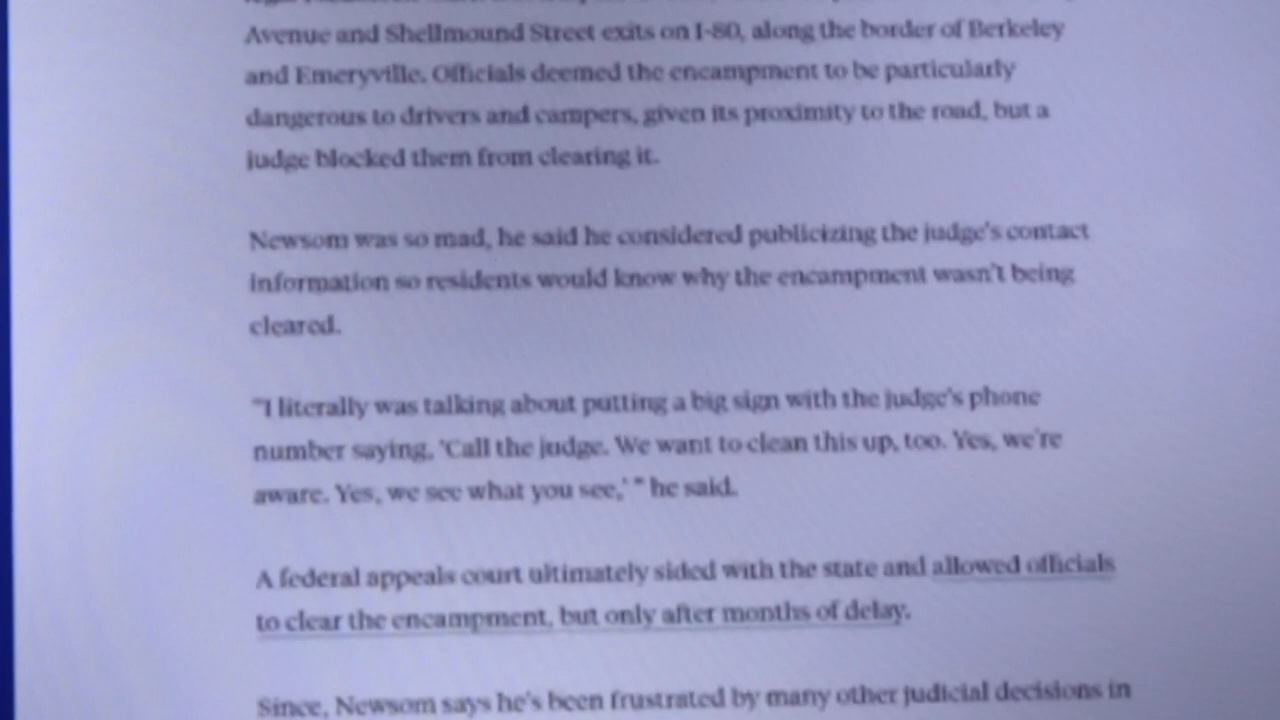 Avenue and Shellmound Street exits on I-80, along the border of Berkeley
and Emeryville. Officials deemed the encampment to be particularly
dangerous to drivers and campers, given its proximity to the road, but a
judge blocked them from clearing it.
Newsom was so mad, he said he considered publicizing the judge's contact
information so residents would know why the encampment wasn't being
cleared.
"I literally was talking about putting a big sign with the judge's phone
number saying, 'Call the judge. We want to clean this up, too. Yes, we're
aware. Yes, we see what you see,' " he said.
A federal appeals court ultimately sided with the state and allowed officials
to clear the encampment, but only after months of delay.
Since, Newsom says he's been frustrated by many other judicial decisions in